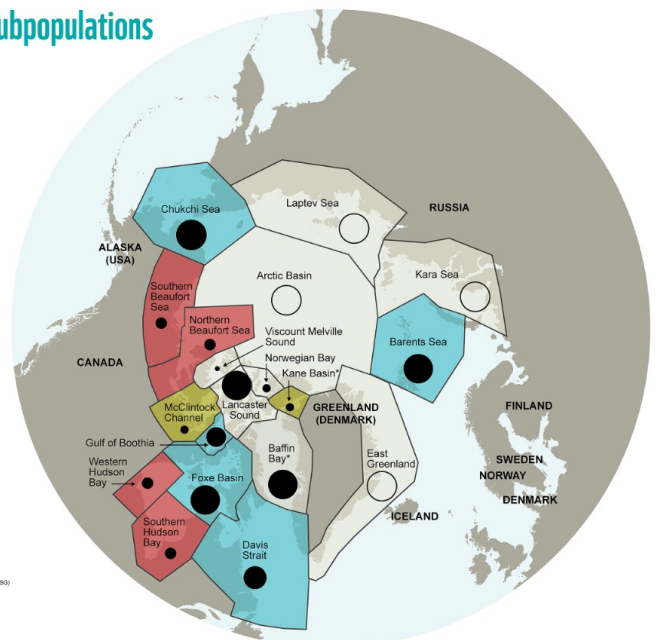 ubpopulations
Chukchi Sea
Laptev Sea
RUSSIA
ALASKA
(USA)
Arctic Basin
Kara Sea
Southern
Beaufort
Sea
Northern
Beaufort Sea
Viscount Melville
Sound
Barents Sea
Norwegian Bay
CANADA
Kane Basin*
McClintock
Channel
Lancaster
Sound
GREENLAND
(DENMARK)
FINLAND
Gulf of Boothia
Baffin
Bay*
East
Greenland
Western
Hudson
Bay
Foxe Basin
SWEDEN
NORWAY
DENMARK
ICELAND
Southern
Hudson
Bay
Davis
Strait